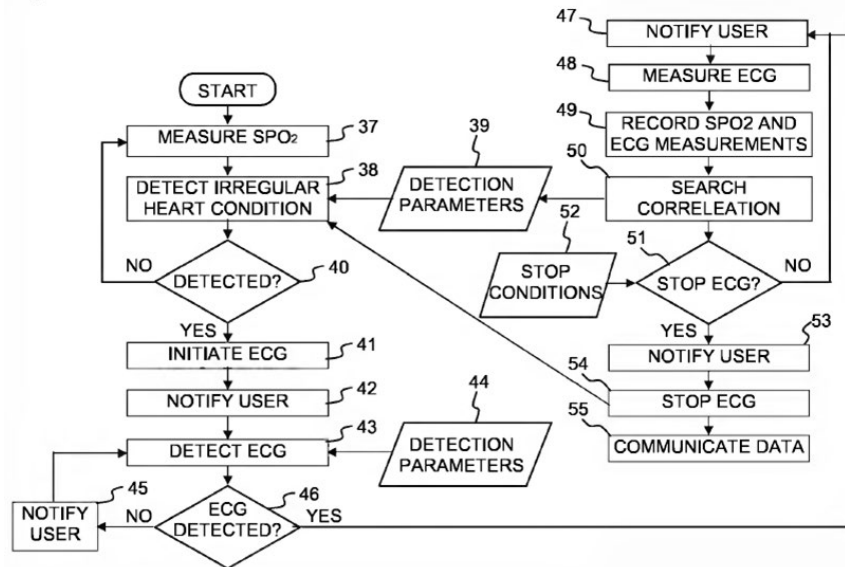 START
MEASURE SPO₂
37
DETECT IRREGULAR
HEART CONDITION
38
DETECTION
PARAMETERS
39
DETECTED?
40
NO
YES
INITIATE ECG
41
NOTIFY USER
42
DETECT ECG
43
DETECTION
PARAMETERS
44
NOTIFY
USER
45
ECG
DETECTED?
46
NO
YES
47
NOTIFY USER
48
MEASURE ECG
49
RECORD SPO2 AND
ECG MEASUREMENTS
50
SEARCH
CORRELEATION
51
STOP ECG?
NO
YES
52
STOP
CONDITIONS
53
NOTIFY USER
54
STOP ECG
55
COMMUNICATE DATA